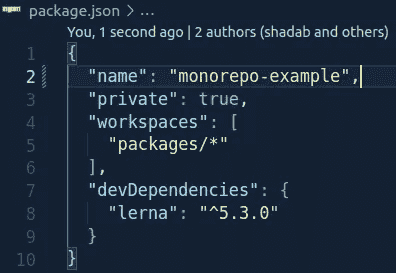 package.json > ...
You, 1 second ago | 2 authors (shadab and others)
1 {
2 "name": "monorepo-example",
3 "private": true,
4 "workspaces": [
5 "packages/*"
6 ],
7 "devDependencies": {
8 "lerna": "^5.3.0"
9 }
10 }